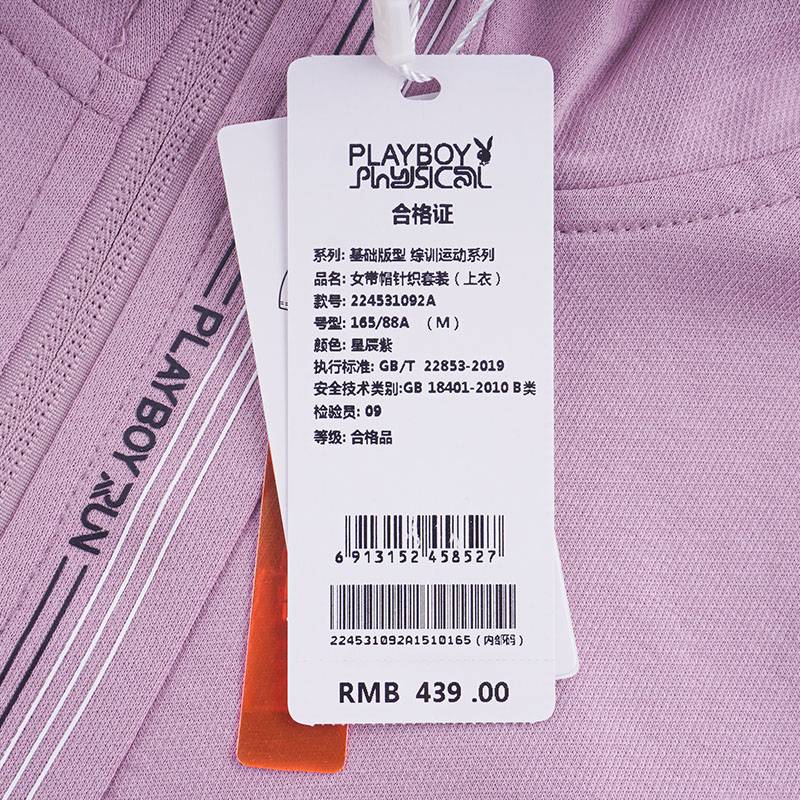 PLAYBOY
PhYSICAL
合格证
系列: 基础版型 综训运动系列
品名: 女带帽针织套装（上衣）
款号: 224531092A
号型: 165/88A （M）
颜色: 星辰紫
执行标准: GB/T 22853-2019
安全技术类别:GB 18401-2010 B类
检验员: 09
等级: 合格品
6 913152 458527
224531092A1510165（内部码）
RMB 439 .00
PLAYBOY RUN